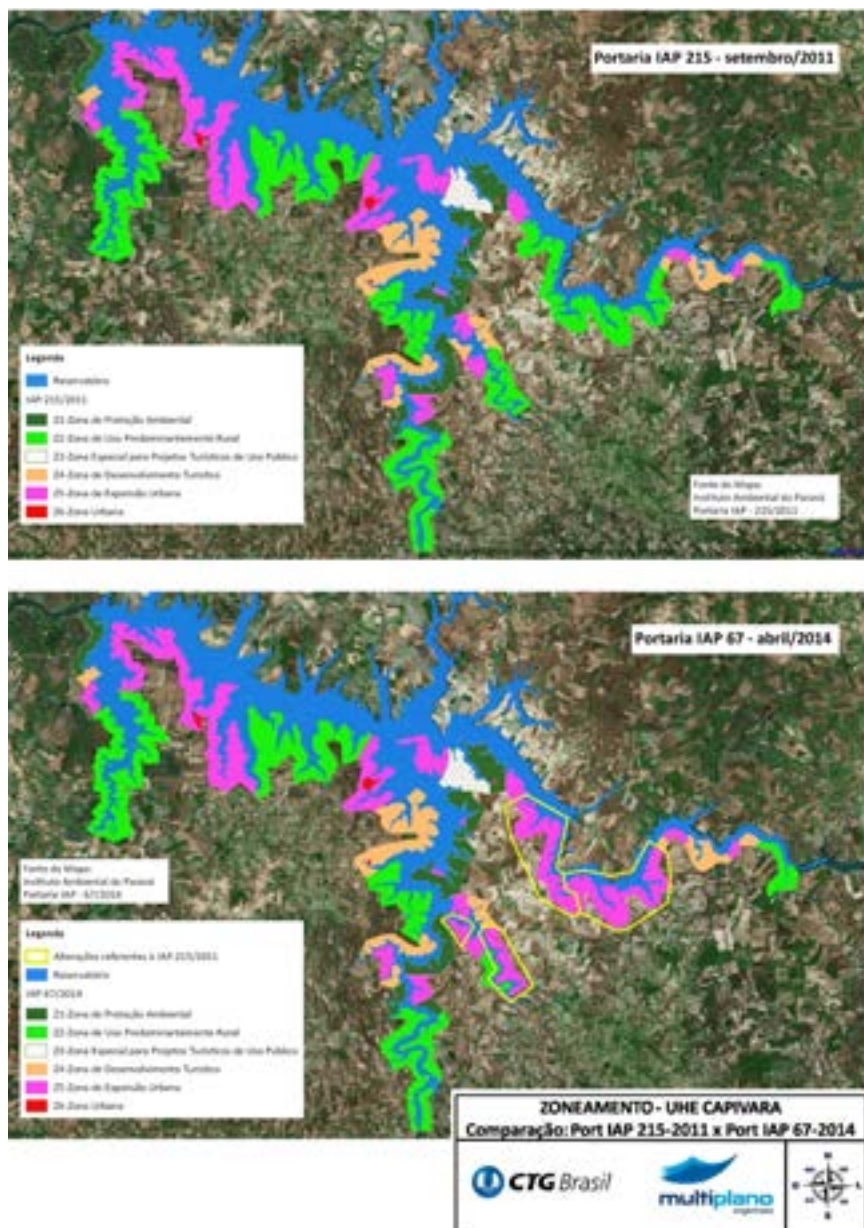 Portaria IAP 215 - setembro/2011
Legenda
Reservatório
IAP 215/2011
Z1-Zona de Proteção Ambiental
Z2-Zona de Uso Predominantemente Rural
Z3-Zona Especial para Projetos Turísticos de Uso Público
Z4-Zona de Desenvolvimento Turístico
Z5-Zona de Expansão Urbana
Z6-Zona Urbana
Fonte do Mapa:
Instituto Ambiental do Paraná
Portaria IAP - 215/2011
Portaria IAP 67 - abril/2014
Fonte do Mapa:
Instituto Ambiental do Paraná
Portaria IAP - 67/2014
Legenda
Alterações referentes à IAP 215/2011
Reservatório
IAP 67/2014
Z1-Zona de Proteção Ambiental
Z2-Zona de Uso Predominantemente Rural
Z3-Zona Especial para Projetos Turísticos de Uso Público
Z4-Zona de Desenvolvimento Turístico
Z5-Zona de Expansão Urbana
Z6-Zona Urbana
ZONEAMENTO - UHE CAPIVARA
Comparação: Port IAP 215-2011 x Port IAP 67-2014
CTG Brasil
multiplano
engenharia